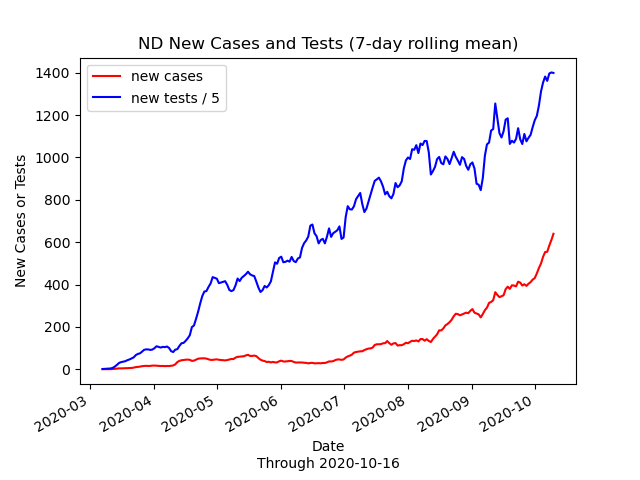 ND New Cases and Tests (7-day rolling mean)
new cases
new tests / 5
New Cases or Tests
1400
1200
1000
800
600
400
200
0
2020-03
2020-04
2020-05
2020-06
2020-07
2020-08
2020-09
2020-10
Date
Through 2020-10-16